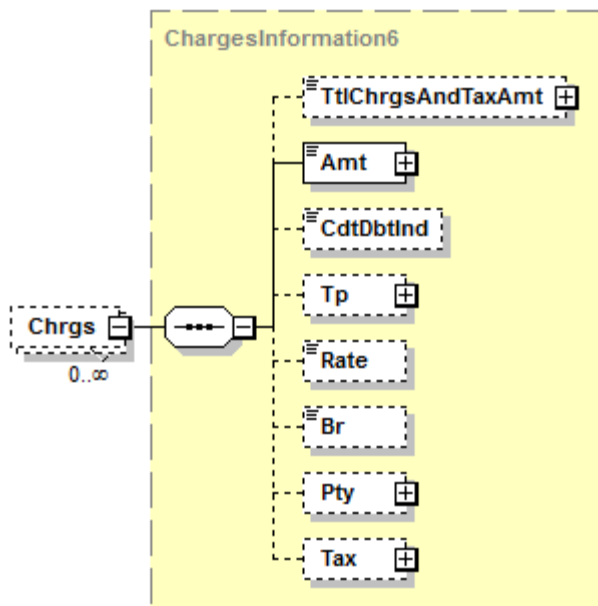 ChargesInformation6
TtlChrgsAndTaxAmt
Amt
CdtDbtInd
Tp
Chrgs
0..∞
Rate
Br
Pty
Tax